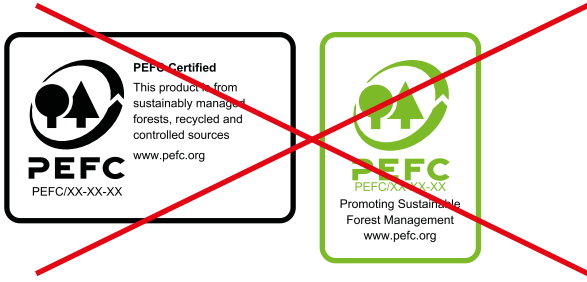 PEFC Certified
This product is from
sustainably managed
forests, recycled and
controlled sources
www.pefc.org
PEFC
PEFC/XX-XX-XX
PEFC
PEFC/XX-XX-XX
Promoting Sustainable
Forest Management
www.pefc.org